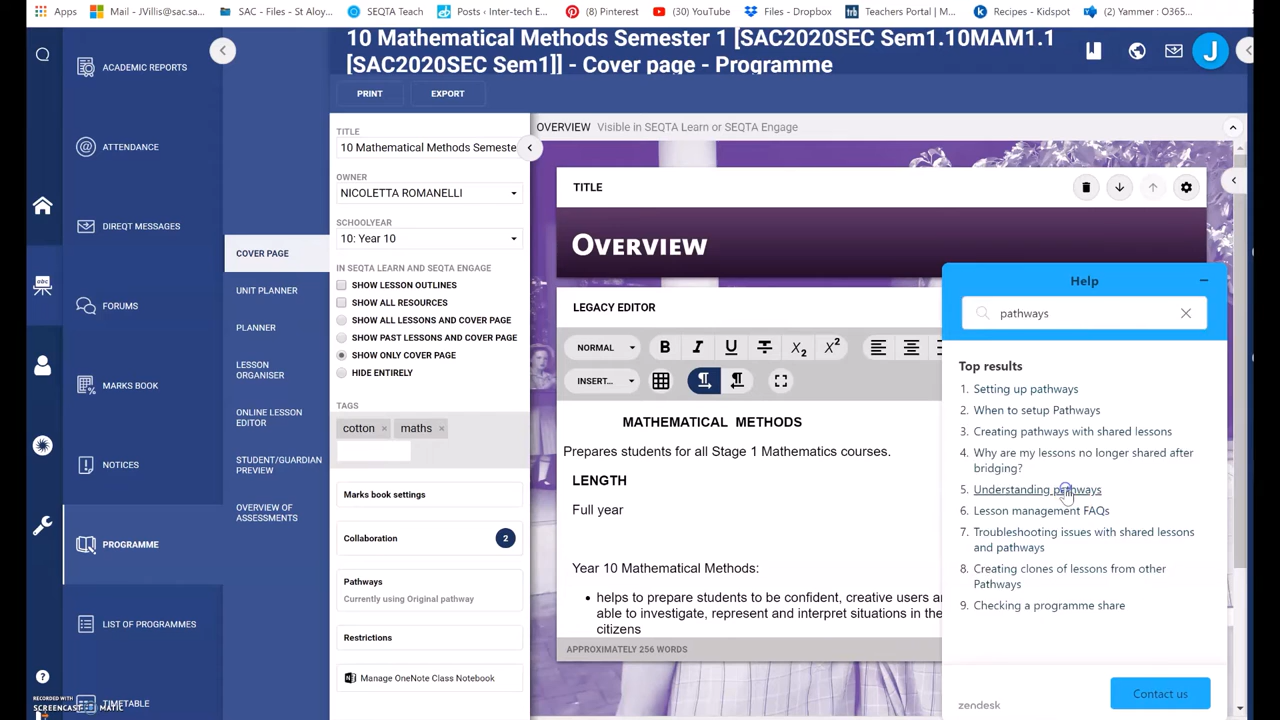 Apps
Mail - JVillis@sac.sa...
SAC - Files - St Aloy...
SEQTA Teach
Posts - Inter-tech E...
(8) Pinterest
(30) YouTube
Files - Dropbox
Teachers Portal | M...
Recipes - Kidspot
(2) Yammer : O365...
10 Mathematical Methods Semester 1 [SAC2020SEC Sem1.10MAM1.1
[SAC2020SEC Sem1]] - Cover page - Programme
J
PRINT
EXPORT
ACADEMIC REPORTS
ATTENDANCE
DIREQT MESSAGES
FORUMS
MARKS BOOK
NOTICES
PROGRAMME
LIST OF PROGRAMMES
TIMETABLE
COVER PAGE
UNIT PLANNER
PLANNER
LESSON
ORGANISER
ONLINE LESSON
EDITOR
STUDENT/GUARDIAN
PREVIEW
OVERVIEW OF
ASSESSMENTS
TITLE
10 Mathematical Methods Semeste
OWNER
NICOLETTA ROMANELLI
SCHOOLYEAR
10: Year 10
IN SEQTA LEARN AND SEQTA ENGAGE
SHOW LESSON OUTLINES
SHOW ALL RESOURCES
SHOW ALL LESSONS AND COVER PAGE
SHOW PAST LESSONS AND COVER PAGE
SHOW ONLY COVER PAGE
HIDE ENTIRELY
TAGS
cotton ×
maths ×
Marks book settings
Collaboration 2
Pathways
Currently using Original pathway
Restrictions
Manage OneNote Class Notebook
OVERVIEW Visible in SEQTA Learn or SEQTA Engage
TITLE
OVERVIEW
LEGACY EDITOR
NORMAL
B I U T X₂ X²
INSERT...
MATHEMATICAL METHODS
Prepares students for all Stage 1 Mathematics courses.
LENGTH
Full year
Year 10 Mathematical Methods:
• helps to prepare students to be confident, creative users an
able to investigate, represent and interpret situations in the
citizens
APPROXIMATELY 256 WORDS
Help
pathways
Top results
1. Setting up pathways
2. When to setup Pathways
3. Creating pathways with shared lessons
4. Why are my lessons no longer shared after
bridging?
5. Understanding pathways
6. Lesson management FAQs
7. Troubleshooting issues with shared lessons
and pathways
8. Creating clones of lessons from other
Pathways
9. Checking a programme share
zendesk
Contact us
RECORDED WITH
SCREENCAST MATIC